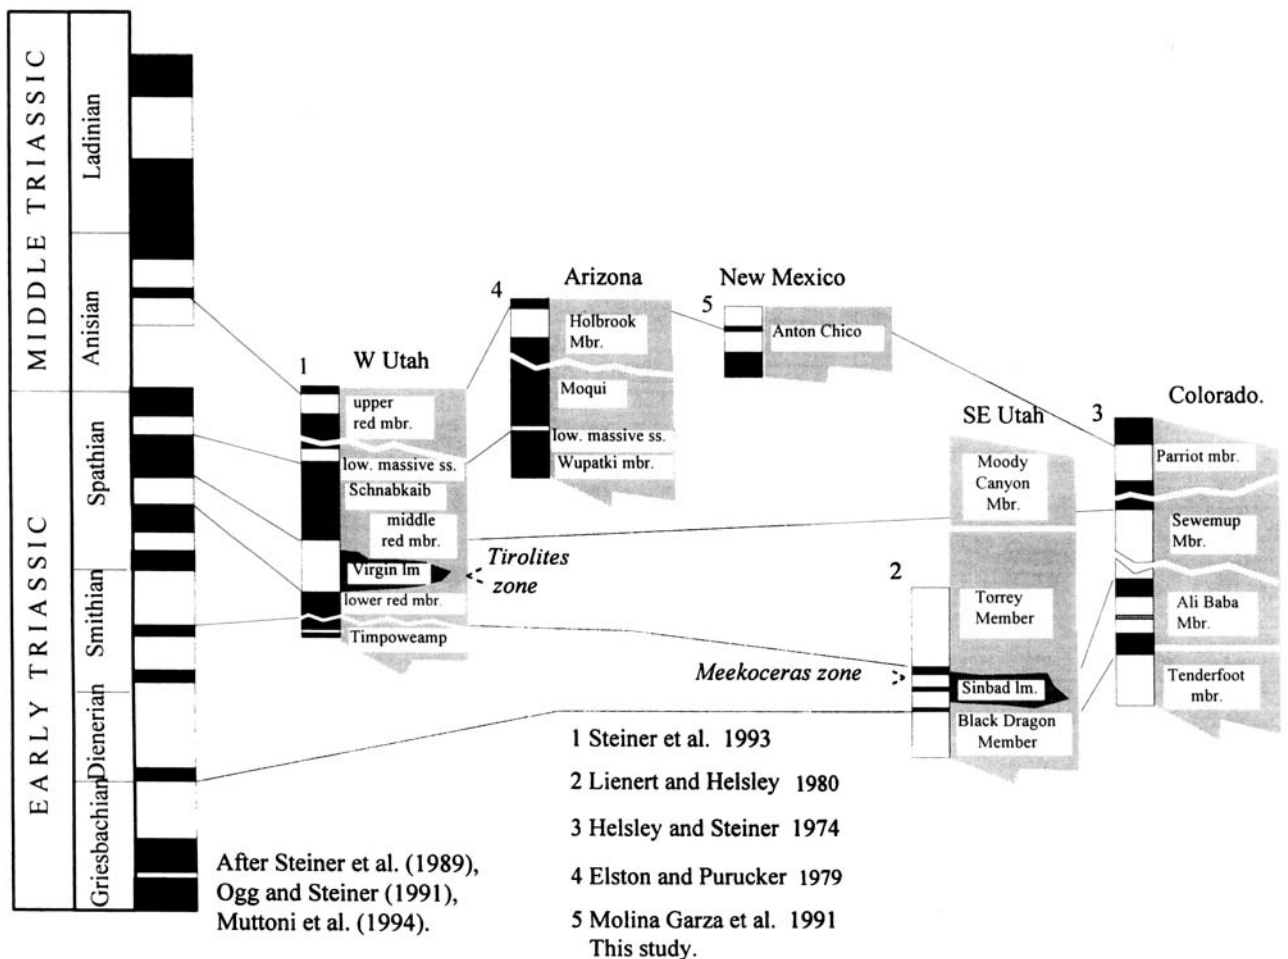 MIDDLE TRIASSIC
EARLY TRIASSIC
Ladinian
Anisian
Spathian
Smithian
Dienerian
Griesbachian
After Steiner et al. (1989),
Ogg and Steiner (1991),
Muttoni et al. (1994).
1
W Utah
upper
red mbr.
low. massive ss.
Schnabkaib
middle
red mbr.
Virgin lm
lower red mbr.
Timpoweamp
Tirolites
zone
4
Arizona
Holbrook
Mbr.
Moqui
low. massive ss.
Wupatki mbr.
5
New Mexico
Anton Chico
2
SE Utah
Moody
Canyon
Mbr.
Torrey
Member
Sinbad lm.
Black Dragon
Member
Meekoceras zone
3
Colorado.
Parriot mbr.
Sewemup
Mbr.
Ali Baba
Mbr.
Tenderfoot
mbr.
1 Steiner et al. 1993
2 Lienert and Helsley 1980
3 Helsley and Steiner 1974
4 Elston and Purucker 1979
5 Molina Garza et al. 1991
This study.